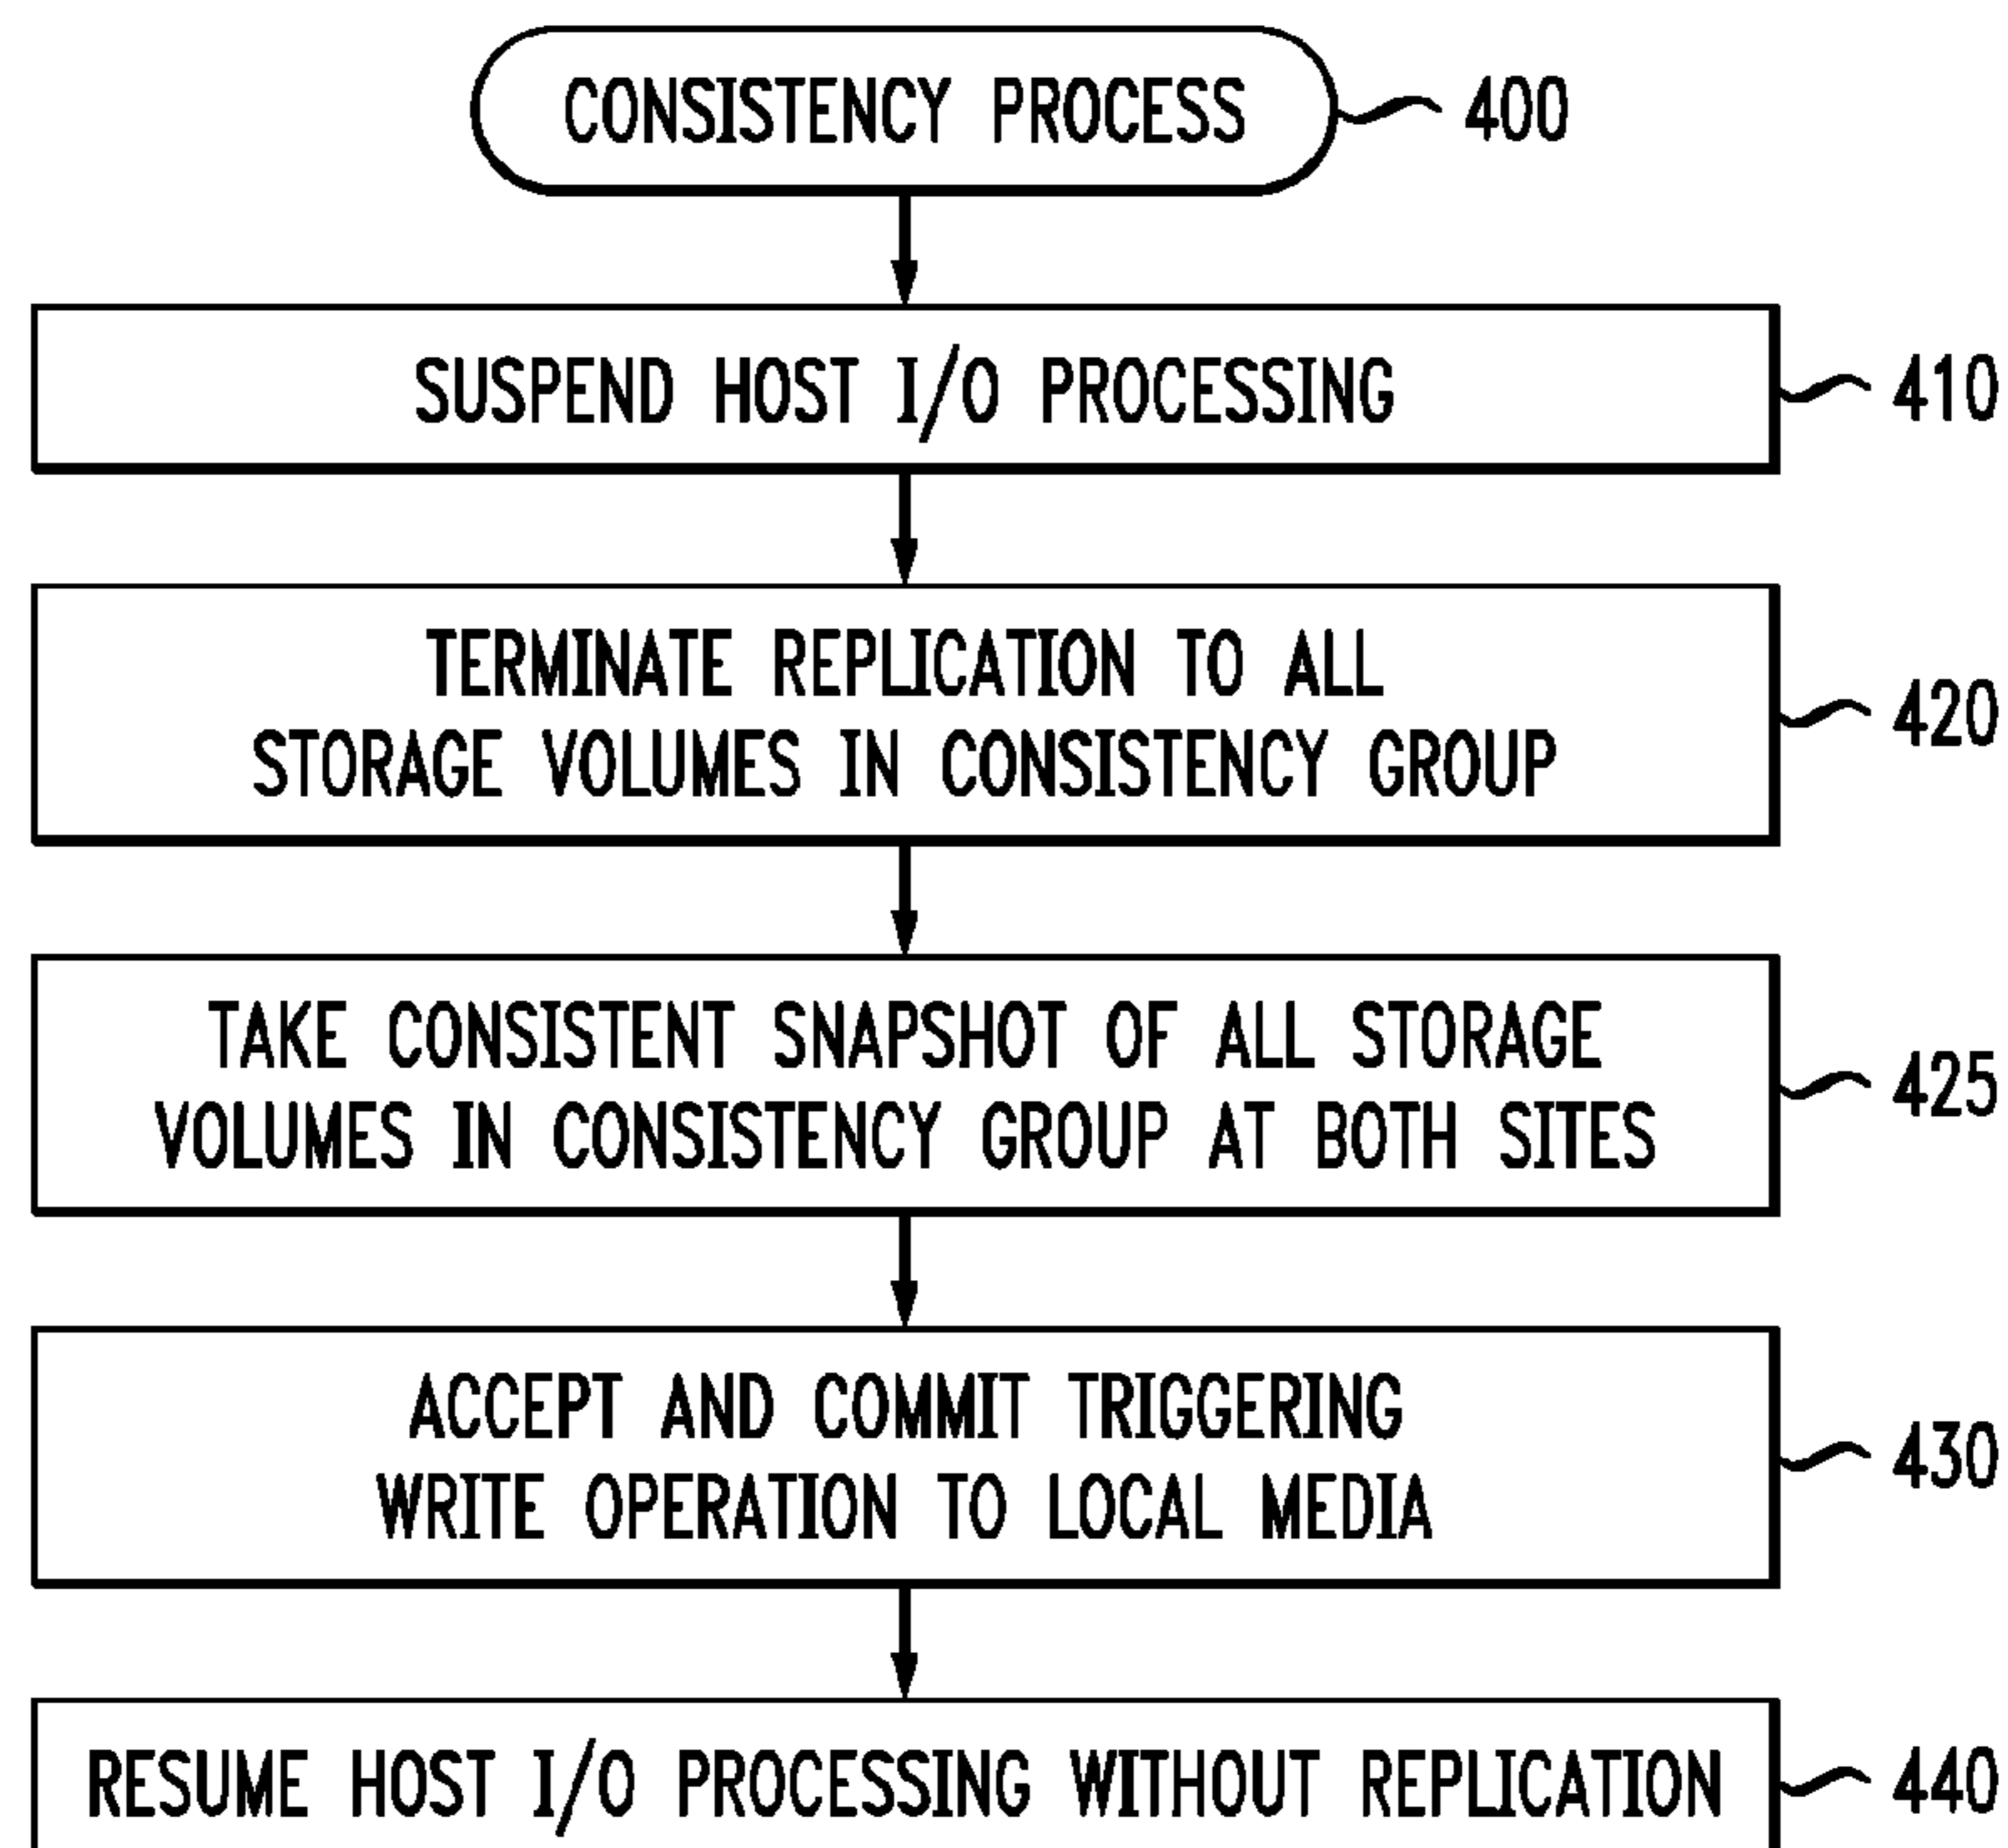 CONSISTENCY PROCESS
400
SUSPEND HOST I/O PROCESSING
410
TERMINATE REPLICATION TO ALL
STORAGE VOLUMES IN CONSISTENCY GROUP
420
TAKE CONSISTENT SNAPSHOT OF ALL STORAGE
VOLUMES IN CONSISTENCY GROUP AT BOTH SITES
425
ACCEPT AND COMMIT TRIGGERING
WRITE OPERATION TO LOCAL MEDIA
430
RESUME HOST I/O PROCESSING WITHOUT REPLICATION
440